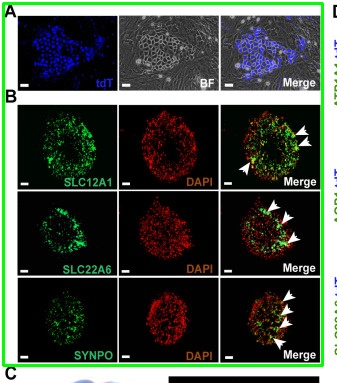 A
D
tdT
BF
Merge
B
SLC12A1
DAPI
Merge
SLC22A6
DAPI
Merge
SYNPO
DAPI
Merge
C